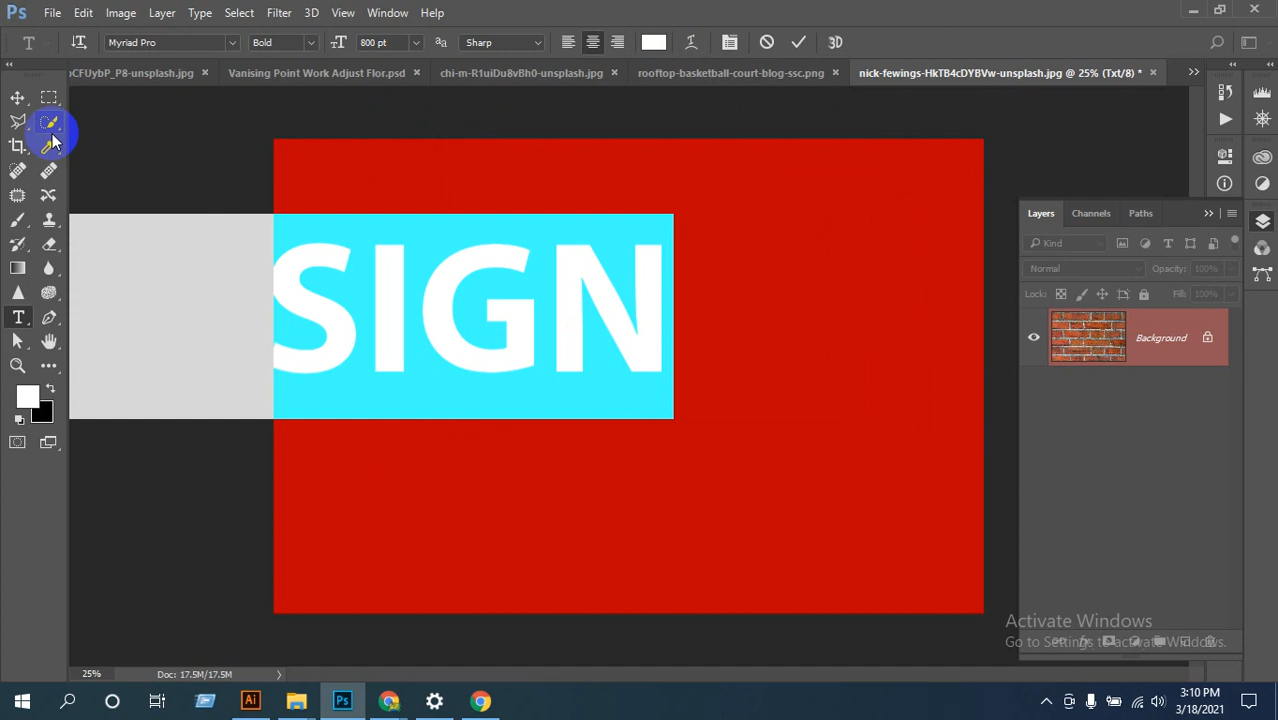 Ps File Edit Image Layer Type Select Filter 3D View Window Help
Myriad Pro Bold 800 pt Sharp 3D
bCFUybP_P8-unsplash.jpg × Vanising Point Work Adjust Flor.psd × chi-m-R1uiDu8vBh0-unsplash.jpg × rooftop-basketball-court-blog-ssc.png × nick-fewings-HkTB4cDYBVw-unsplash.jpg @ 25% (Txt/8) * ×
SIGN
Layers Channels Paths
Kind
Normal Opacity: 100%
Lock: Fill: 100%
Background
Activate Windows
Go to Settings to activate Windows.
25% Doc: 17.5M/17.5M
Ai Ps
3:10 PM
3/18/2021